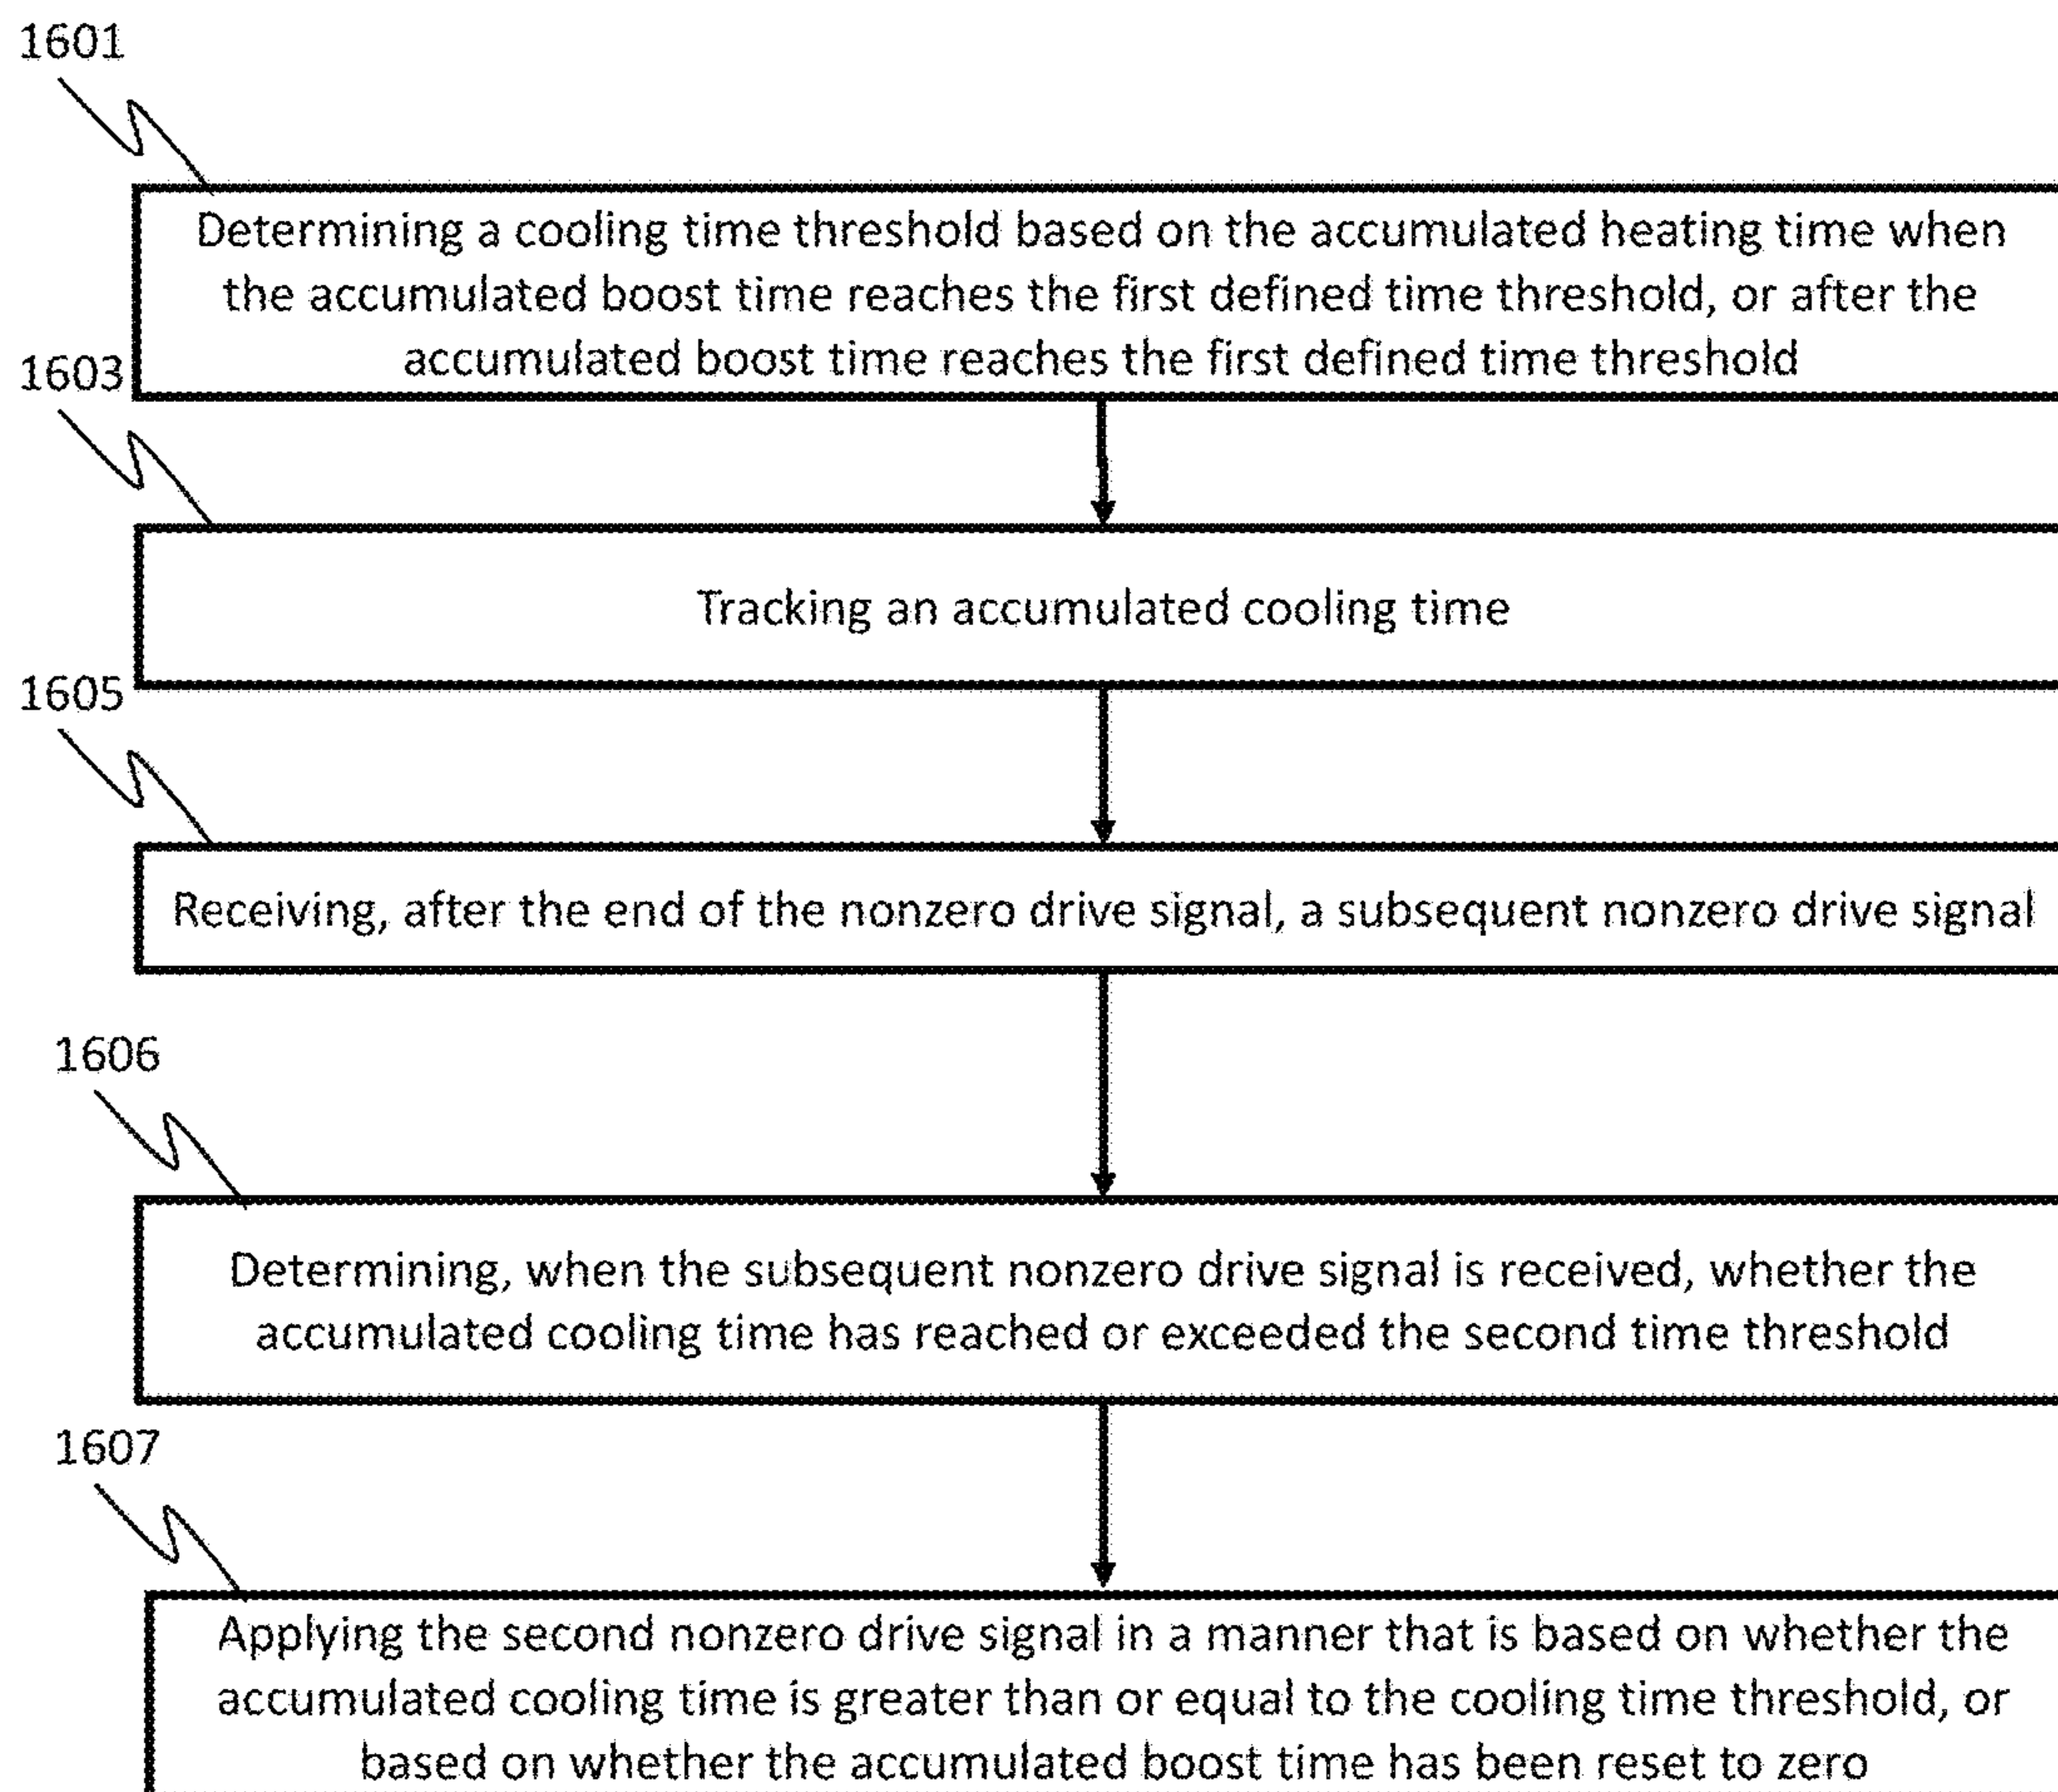 1601
Determining a cooling time threshold based on the accumulated heating time when
the accumulated boost time reaches the first defined time threshold, or after the
accumulated boost time reaches the first defined time threshold
1603
Tracking an accumulated cooling time
1605
Receiving, after the end of the nonzero drive signal, a subsequent nonzero drive signal
1606
Determining, when the subsequent nonzero drive signal is received, whether the
accumulated cooling time has reached or exceeded the second time threshold
1607
Applying the second nonzero drive signal in a manner that is based on whether the
accumulated cooling time is greater than or equal to the cooling time threshold, or
based on whether the accumulated boost time has been reset to zero